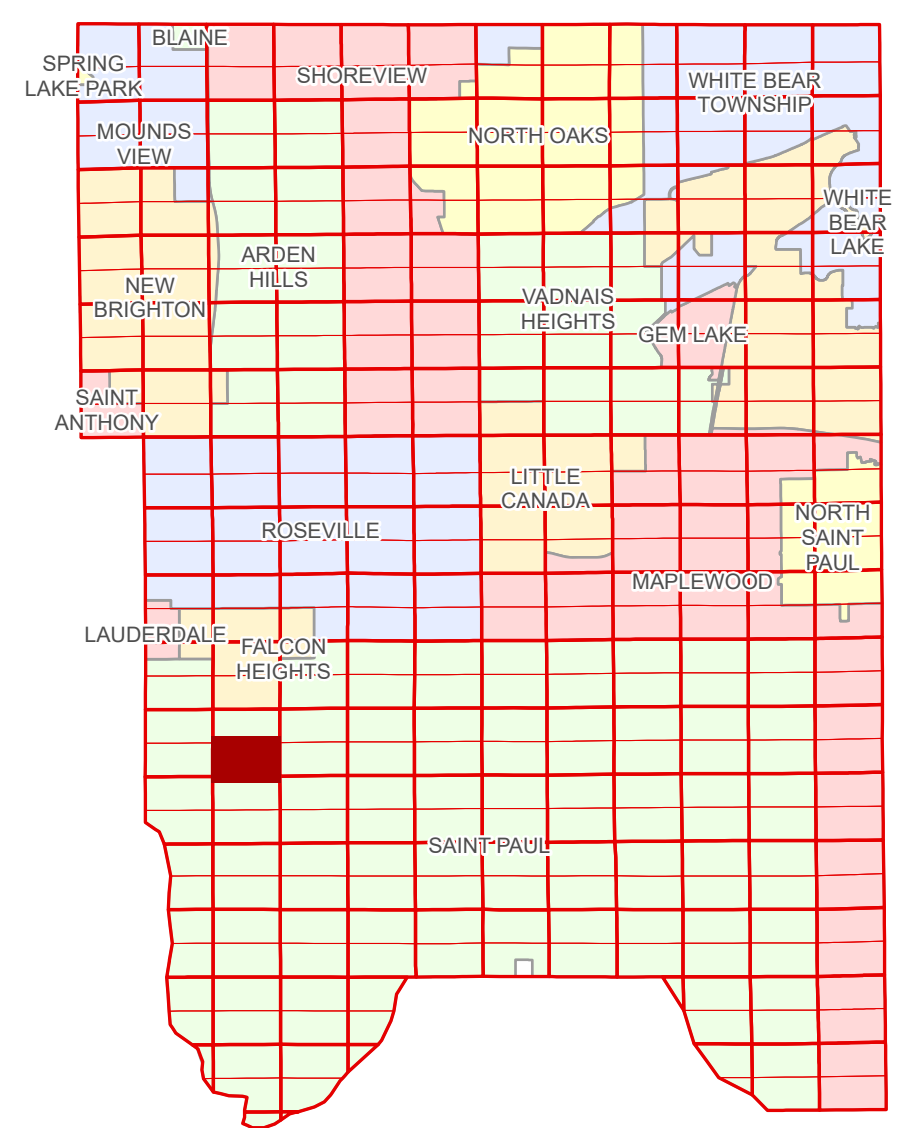 BLAINE
SPRING
LAKE PARK
SHOREVIEW
WHITE BEAR
TOWNSHIP
MOUNDS
VIEW
NORTH OAKS
WHITE
BEAR
LAKE
ARDEN
HILLS
NEW
BRIGHTON
VADNAIS
HEIGHTS
GEM LAKE
SAINT
ANTHONY
LITTLE
CANADA
NORTH
SAINT
PAUL
ROSEVILLE
MAPLEWOOD
LAUDERDALE
FALCON
HEIGHTS
SAINT PAUL